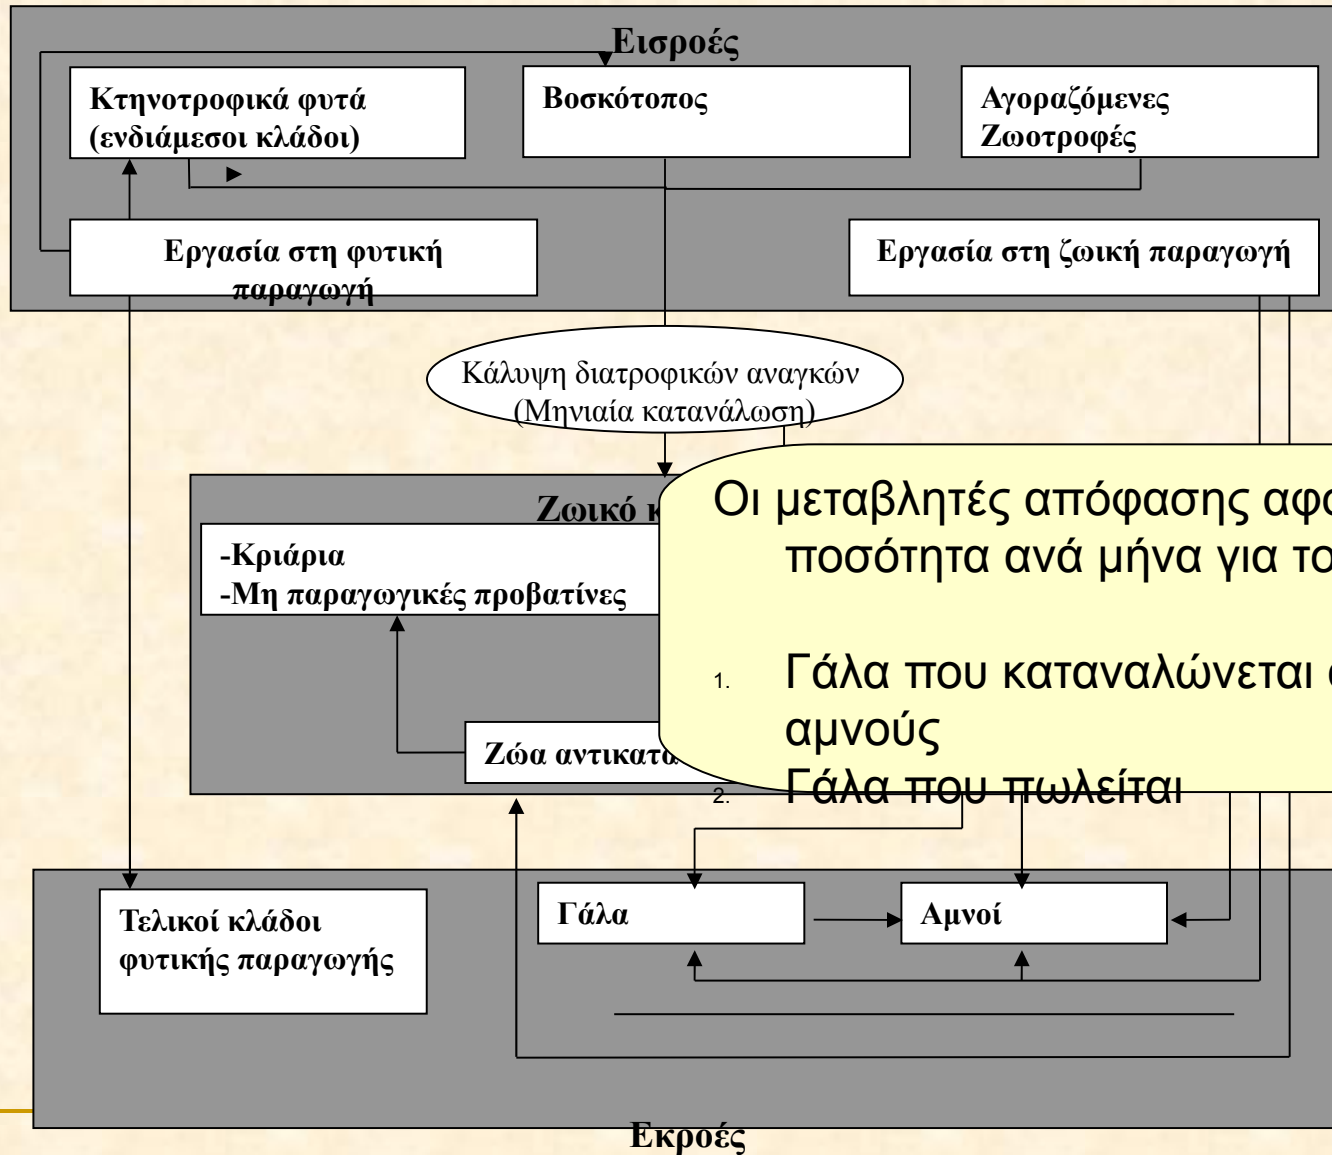 Εισροές
Κτηνοτροφικά φυτά
(ενδιάμεσοι κλάδοι)
Βοσκότοπος
Αγοραζόμενες
Ζωοτροφές
Εργασία στη φυτική
παραγωγή
Εργασία στη ζωική παραγωγή
Κάλυψη διατροφικών αναγκών
(Μηνιαία κατανάλωση)
Ζωικό
-Κριάρια
-Μη παραγωγικές προβατίνες
Ζώα
Οι μεταβλητές απόφασης
ποσότητα ανά μήνα για
1. Γάλα που καταναλώνεται
αμνούς
2. Γάλα που πωλείται
Τελικοί κλάδοι
φυτικής παραγωγής
Γάλα
Αμνοί
Εκροές